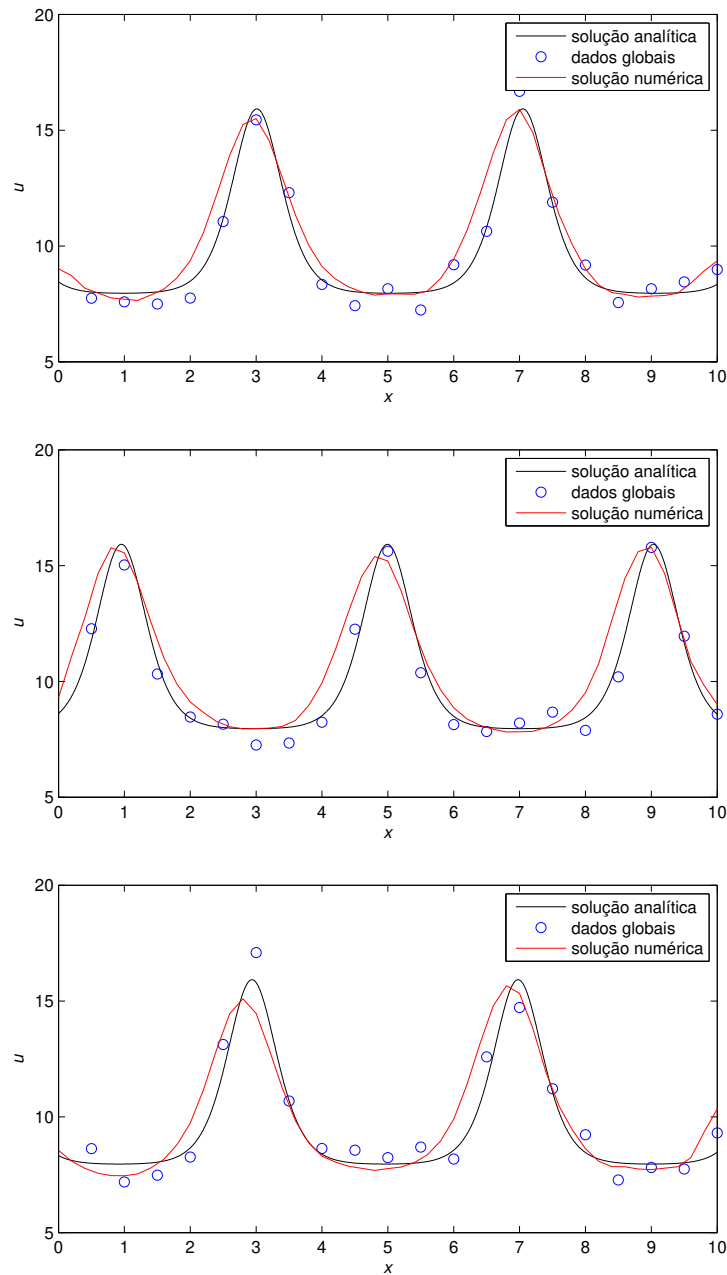 20
15
10
5
u
solução analítica
dados globais
solução numérica
0 1 2 3 4 5 6 7 8 9 10
x
20
15
10
5
u
solução analítica
dados globais
solução numérica
0 1 2 3 4 5 6 7 8 9 10
x
20
15
10
5
u
solução analítica
dados globais
solução numérica
0 1 2 3 4 5 6 7 8 9 10
x